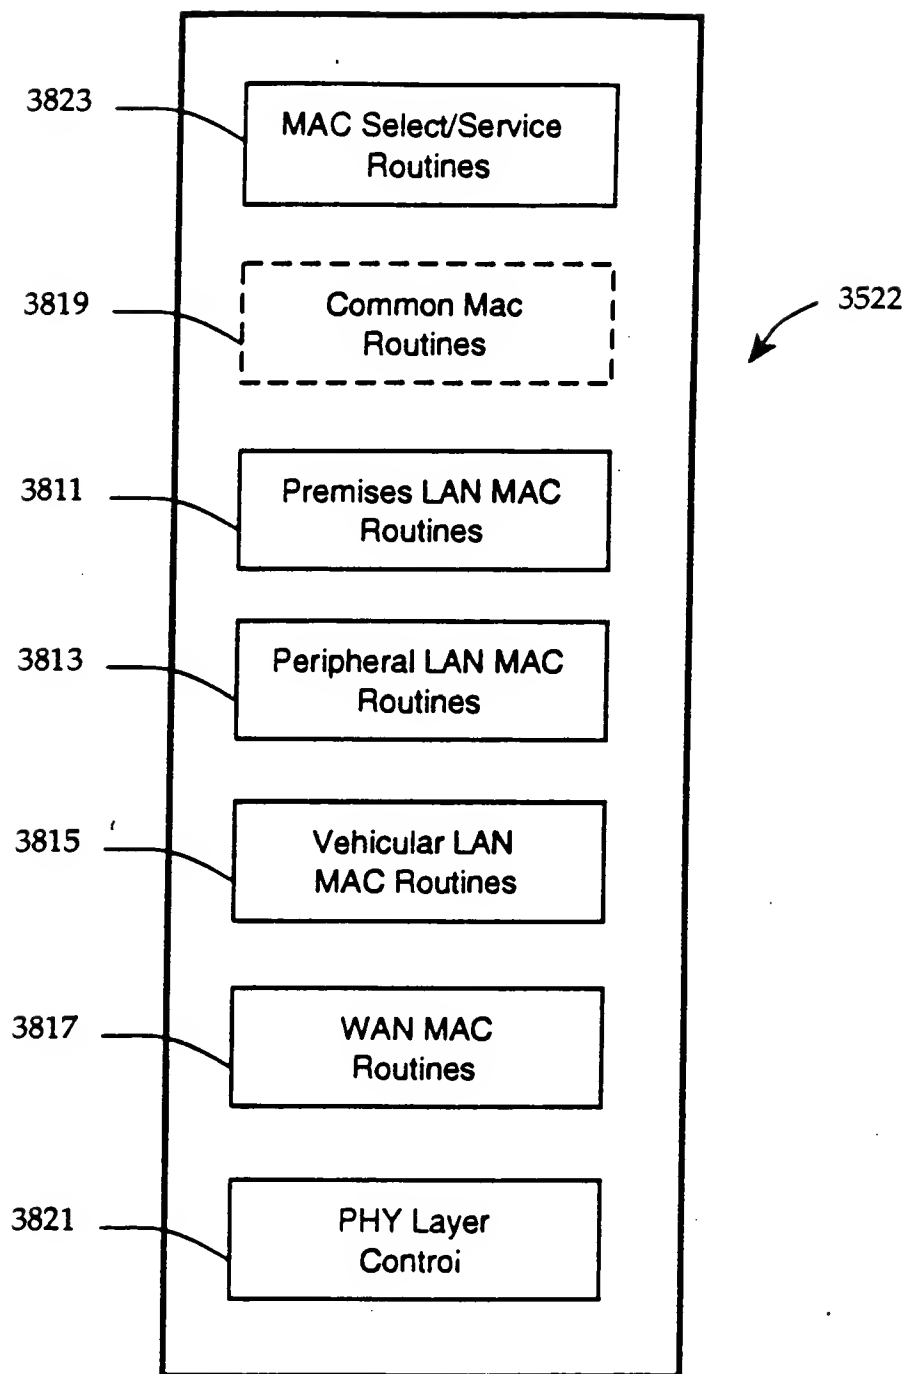 3823
MAC Select/Service
Routines
3819
Common Mac
Routines
3522
3811
Premises LAN MAC
Routines
3813
Peripheral LAN MAC
Routines
3815
Vehicular LAN
MAC Routines
3817
WAN MAC
Routines
3821
PHY Layer
Control